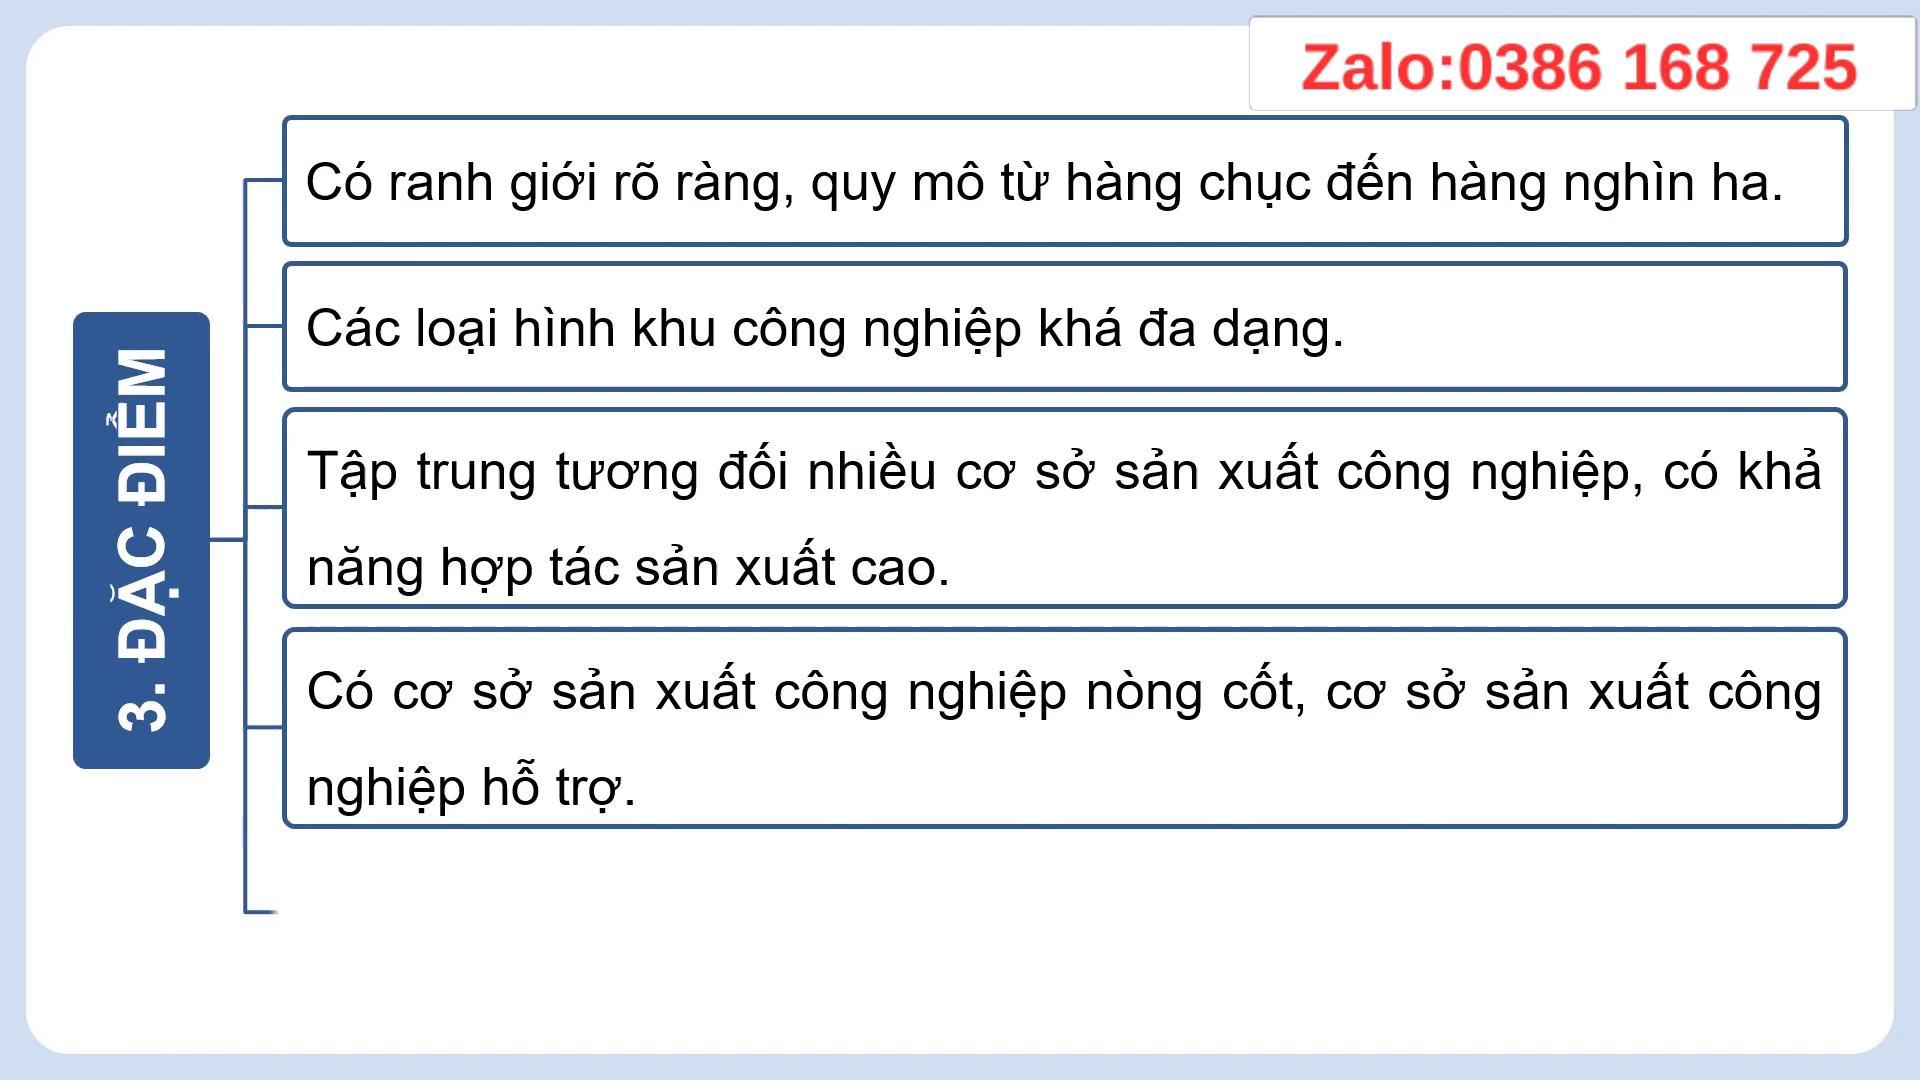 Zalo:0386 168 725
3. ĐẶC ĐIỂM
Có ranh giới rõ ràng, quy mô từ hàng chục đến hàng nghìn ha.
Các loại hình khu công nghiệp khá đa dạng.
Tập trung tương đối nhiều cơ sở sản xuất công nghiệp, có khả
năng hợp tác sản xuất cao.
Có cơ sở sản xuất công nghiệp nòng cốt, cơ sở sản xuất công
nghiệp hỗ trợ.